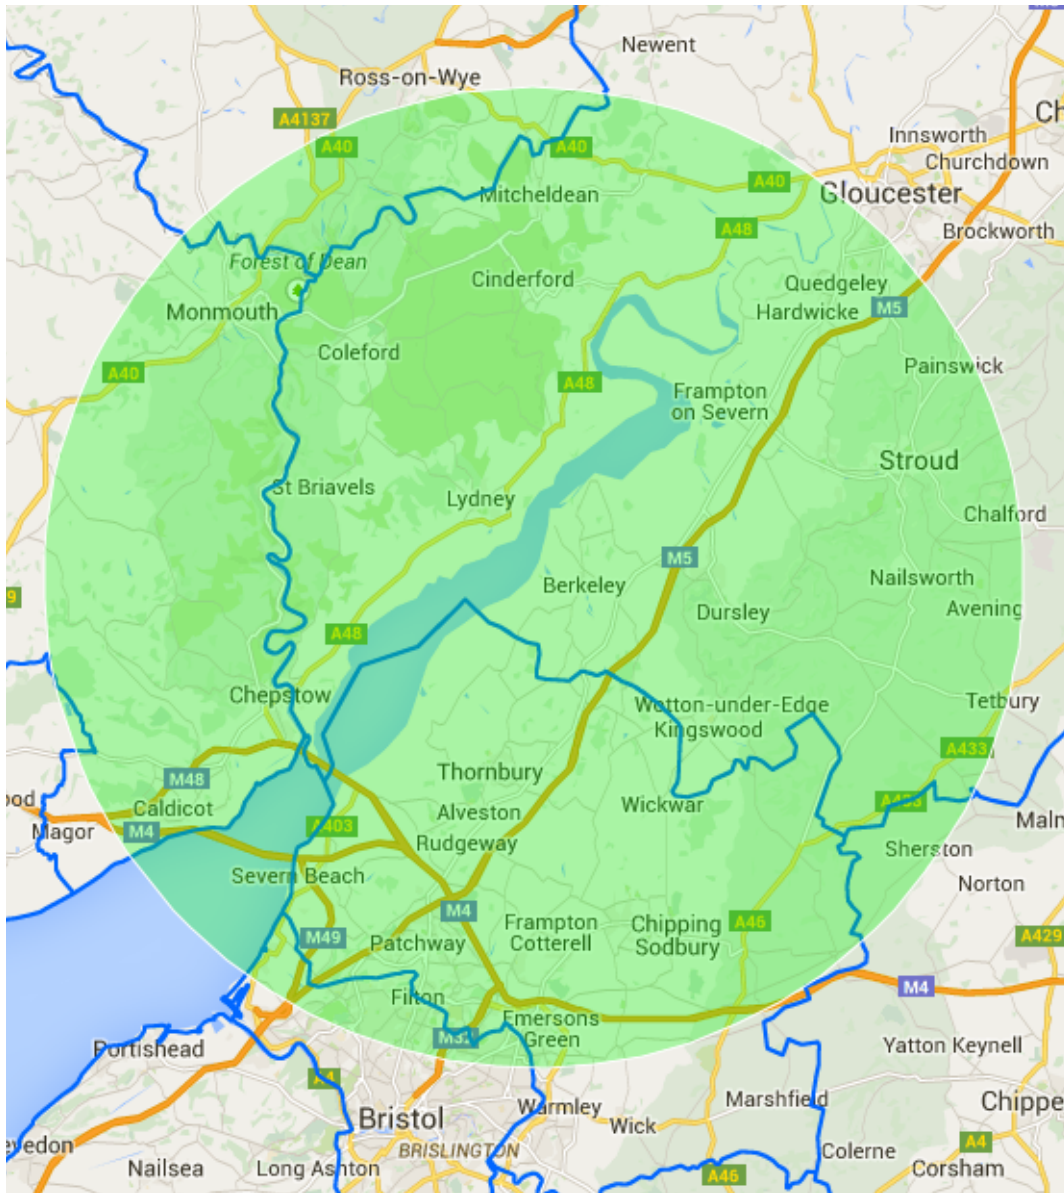 Newent
Ross-on-Wye
A4137
Innsworth
A40
A40
Churchdown
Mitcheldean
A40
Gloucester
A48
Brockworth
Forest of Dean
Cinderford
Quedgeley
Monmouth
Hardwicke
M5
Coleford
Painswick
A40
A48
Frampton
on Severn
Stroud
St Briavels
Lydney
Chalford
M5
Berkeley
Nailsworth
Dursley
Avening
A48
Chepstow
Wotton-under-Edge
Tetbury
Kingswood
A433
Thornbury
M48
Caldicot
Alveston
Wickwar
Magor
M4
A403
Rudgeway
Sherston
Severn Beach
Norton
M4
Frampton
Cotterell
Chipping
Sodbury
A46
A429
M49
Patchway
M4
Filton
Emersons
Green
M32
Portishead
Yatton Keynell
A4
Marshfield
Bristol
Warmley
Wick
BRISLINGTON
A4
Colerne
Nailsea
Long Ashton
A46
Corsham